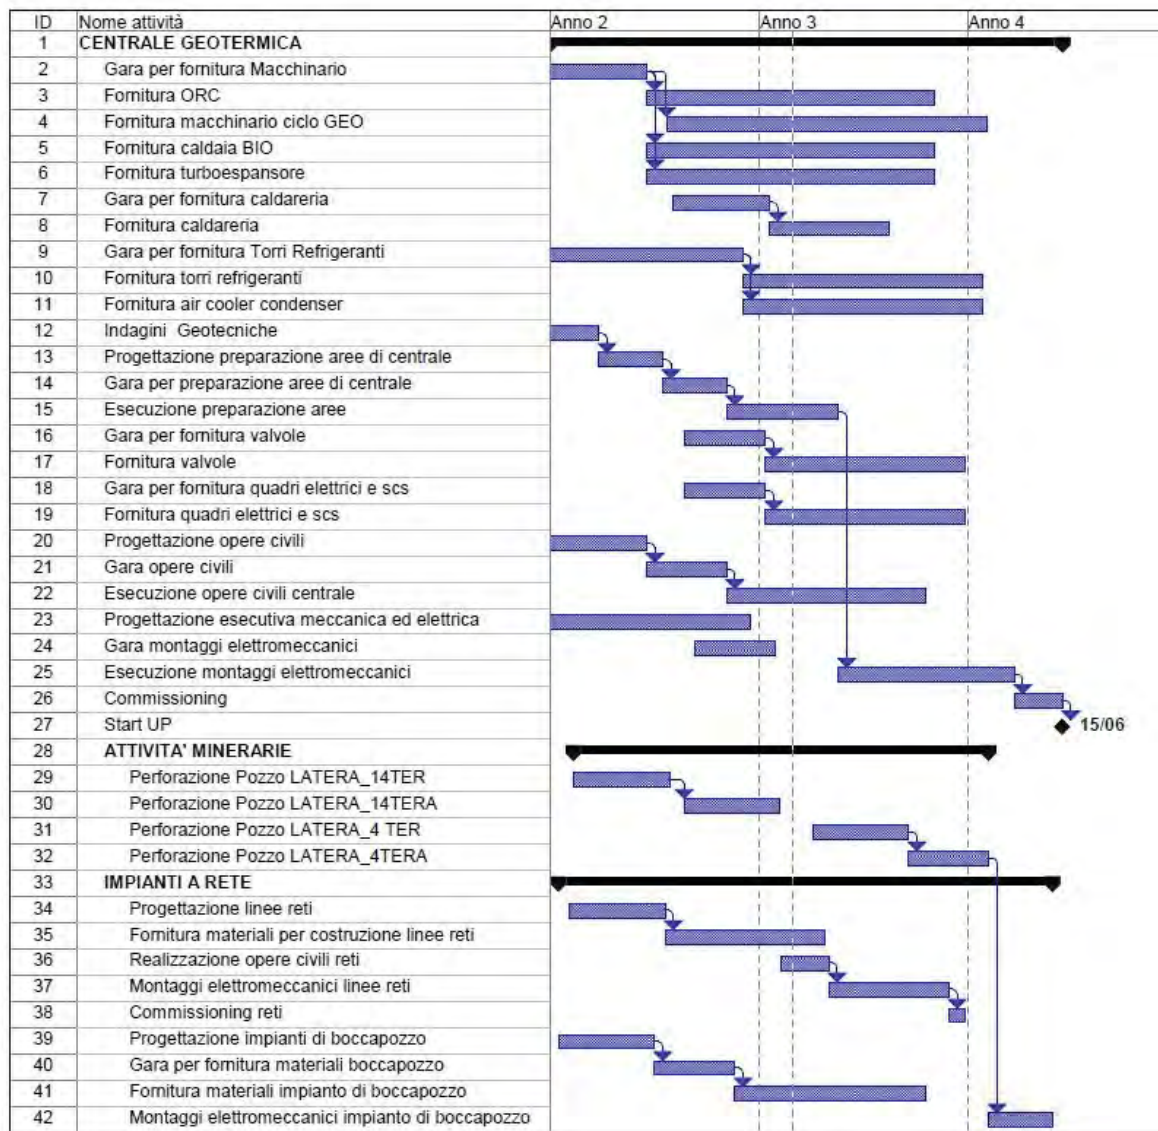 ID Nome attività Anno 2 Anno 3 Anno 4
1 CENTRALE GEOTERMICA
2 Gara per fornitura Macchinario
3 Fornitura ORC
4 Fornitura macchinario ciclo GEO
5 Fornitura caldaia BIO
6 Fornitura turboespansore
7 Gara per fornitura caldareria
8 Fornitura caldareria
9 Gara per fornitura Torri Refrigeranti
10 Fornitura torri refrigeranti
11 Fornitura air cooler condenser
12 Indagini Geotecniche
13 Progettazione preparazione aree di centrale
14 Gara per preparazione aree di centrale
15 Esecuzione preparazione aree
16 Gara per fornitura valvole
17 Fornitura valvole
18 Gara per fornitura quadri elettrici e scs
19 Fornitura quadri elettrici e scs
20 Progettazione opere civili
21 Gara opere civili
22 Esecuzione opere civili centrale
23 Progettazione esecutiva meccanica ed elettrica
24 Gara montaggi elettromeccanici
25 Esecuzione montaggi elettromeccanici
26 Commissioning
27 Start UP 15/06
28 ATTIVITA' MINERARIE
29 Perforazione Pozzo LATERA_14TER
30 Perforazione Pozzo LATERA_14TERA
31 Perforazione Pozzo LATERA_4 TER
32 Perforazione Pozzo LATERA_4TERA
33 IMPIANTI A RETE
34 Progettazione linee reti
35 Fornitura materiali per costruzione linee reti
36 Realizzazione opere civili reti
37 Montaggi elettromeccanici linee reti
38 Commissioning reti
39 Progettazione impianti di boccapozzo
40 Gara per fornitura materiali boccapozzo
41 Fornitura materiali impianto di boccapozzo
42 Montaggi elettromeccanici impianto di boccapozzo